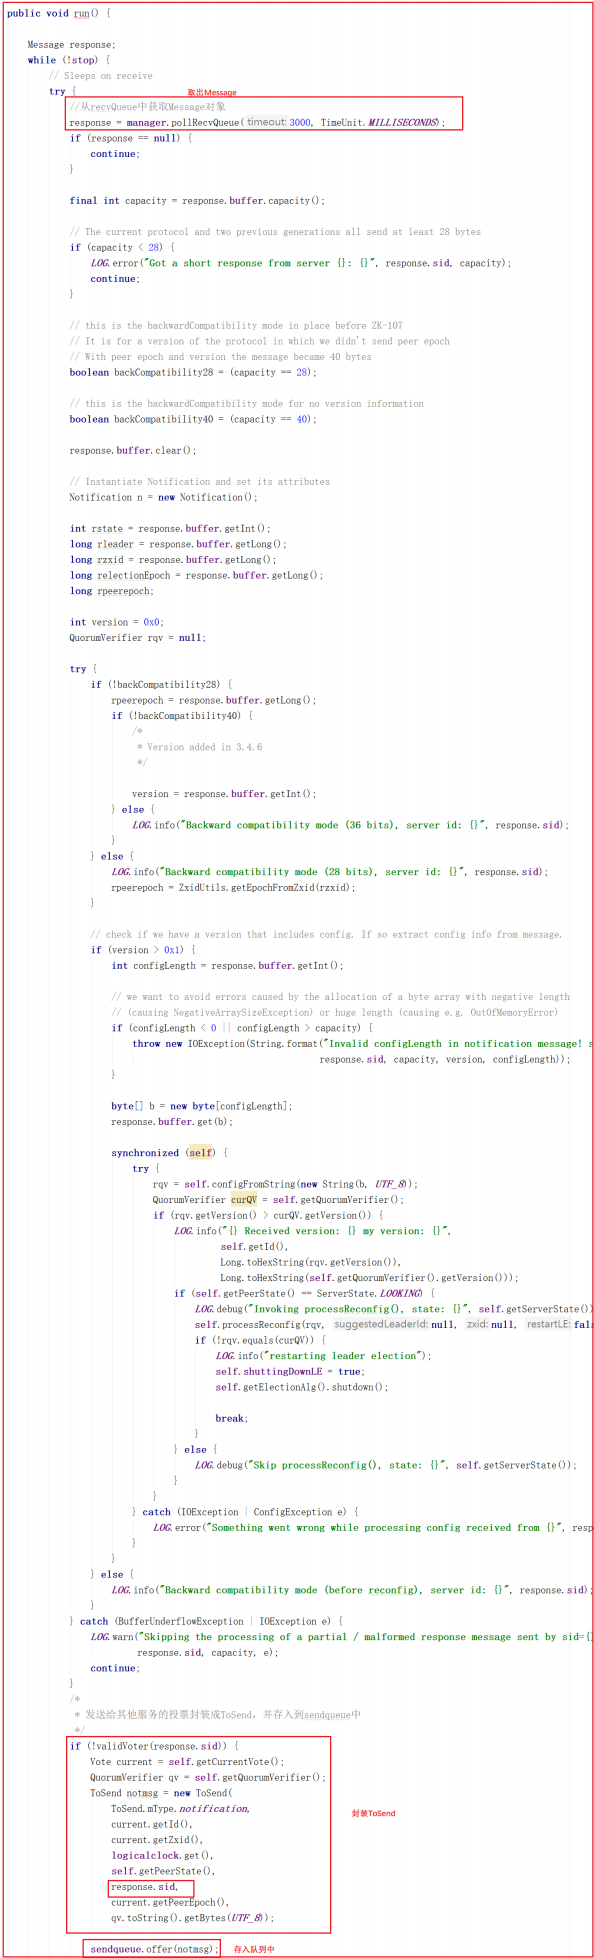 public void run() {
Message response;
while (!stop) {
// Sleeps on receive
try {
取出Message
//从recvQueue中获取Message对象
response = manager.pollRecvQueue( timeout: 3000, TimeUnit.MILLISECONDS);
if (response == null) {
continue;
}
final int capacity = response.buffer.capacity();
// The current protocol and two previous generations all send at least 28 bytes
if (capacity < 28) {
LOG.error("Got a short response from server {}: {}", response.sid, capacity);
continue;
}
// this is the backwardCompatibility mode in place before ZK-107
// It is for a version of the protocol in which we didn't send peer epoch
// With peer epoch and version the message became 40 bytes
boolean backCompatibility28 = (capacity == 28);
// this is the backwardCompatibility mode for no version information
boolean backCompatibility40 = (capacity == 40);
response.buffer.clear();
// Instantiate Notification and set its attributes
Notification n = new Notification();
int rstate = response.buffer.getInt();
long rleader = response.buffer.getLong();
long rzxid = response.buffer.getLong();
long relectionEpoch = response.buffer.getLong();
long rpeerepoch;
int version = 0x0;
QuorumVerifier rqv = null;
try {
if (!backCompatibility28) {
rpeerepoch = response.buffer.getLong();
if (!backCompatibility40) {
/*
* Version added in 3.4.6
*/
version = response.buffer.getInt();
} else {
LOG.info("Backward compatibility mode (36 bits), server id: {}", response.sid);
}
} else {
LOG.info("Backward compatibility mode (28 bits), server id: {}", response.sid);
rpeerepoch = ZxidUtils.getEpochFromZxid(rzxid);
}
// check if we have a version that includes config. If so extract config info from message.
if (version > 0x1) {
int configLength = response.buffer.getInt();
// we want to avoid errors caused by the allocation of a byte array with negative length
// (causing NegativeArraySizeException) or huge length (causing e.g. OutOfMemoryError)
if (configLength < 0 || configLength > capacity) {
throw new IOException(String.format("Invalid configLength in notification message! s
response.sid, capacity, version, configLength));
}
byte[] b = new byte[configLength];
response.buffer.get(b);
synchronized (self) {
try {
rqv = self.configFromString(new String(b, UTF_8));
QuorumVerifier curQV = self.getQuorumVerifier();
if (rqv.getVersion() > curQV.getVersion()) {
LOG.info("{} Received version: {} my version: {}",
self.getId(),
Long.toHexString(rqv.getVersion()),
Long.toHexString(self.getQuorumVerifier().getVersion()));
if (self.getPeerState() == ServerState.LOOKING) {
LOG.debug("Invoking processReconfig(), state: {}", self.getServerState())
self.processReconfig(rqv, suggestedLeaderId: null, zxid: null, restartLE: fals
if (!rqv.equals(curQV)) {
LOG.info("restarting leader election");
self.shuttingDownLE = true;
self.getElectionAlg().shutdown();
break;
}
} else {
LOG.debug("Skip processReconfig(), state: {}", self.getServerState());
}
}
} catch (IOException | ConfigException e) {
LOG.error("Something went wrong while processing config received from {}", resp
}
}
} else {
LOG.info("Backward compatibility mode (before reconfig), server id: {}", response.sid);
}
} catch (BufferUnderflowException | IOException e) {
LOG.warn("Skipping the processing of a partial / malformed response message sent by sid={}
response.sid, capacity, e);
continue;
}
/*
* 发送给其他服务的投票封装成ToSend，并存入到sendqueue中
*/
if (!validVoter(response.sid)) {
Vote current = self.getCurrentVote();
QuorumVerifier qv = self.getQuorumVerifier();
ToSend notmsg = new ToSend(
ToSend.mType.notification, 封装ToSend
current.getId(),
current.getZxid(),
logicalclock.get(),
self.getPeerState(),
response.sid,
current.getPeerEpoch(),
qv.toString().getBytes(UTF_8));
sendqueue.offer(notmsg); 存入队列中